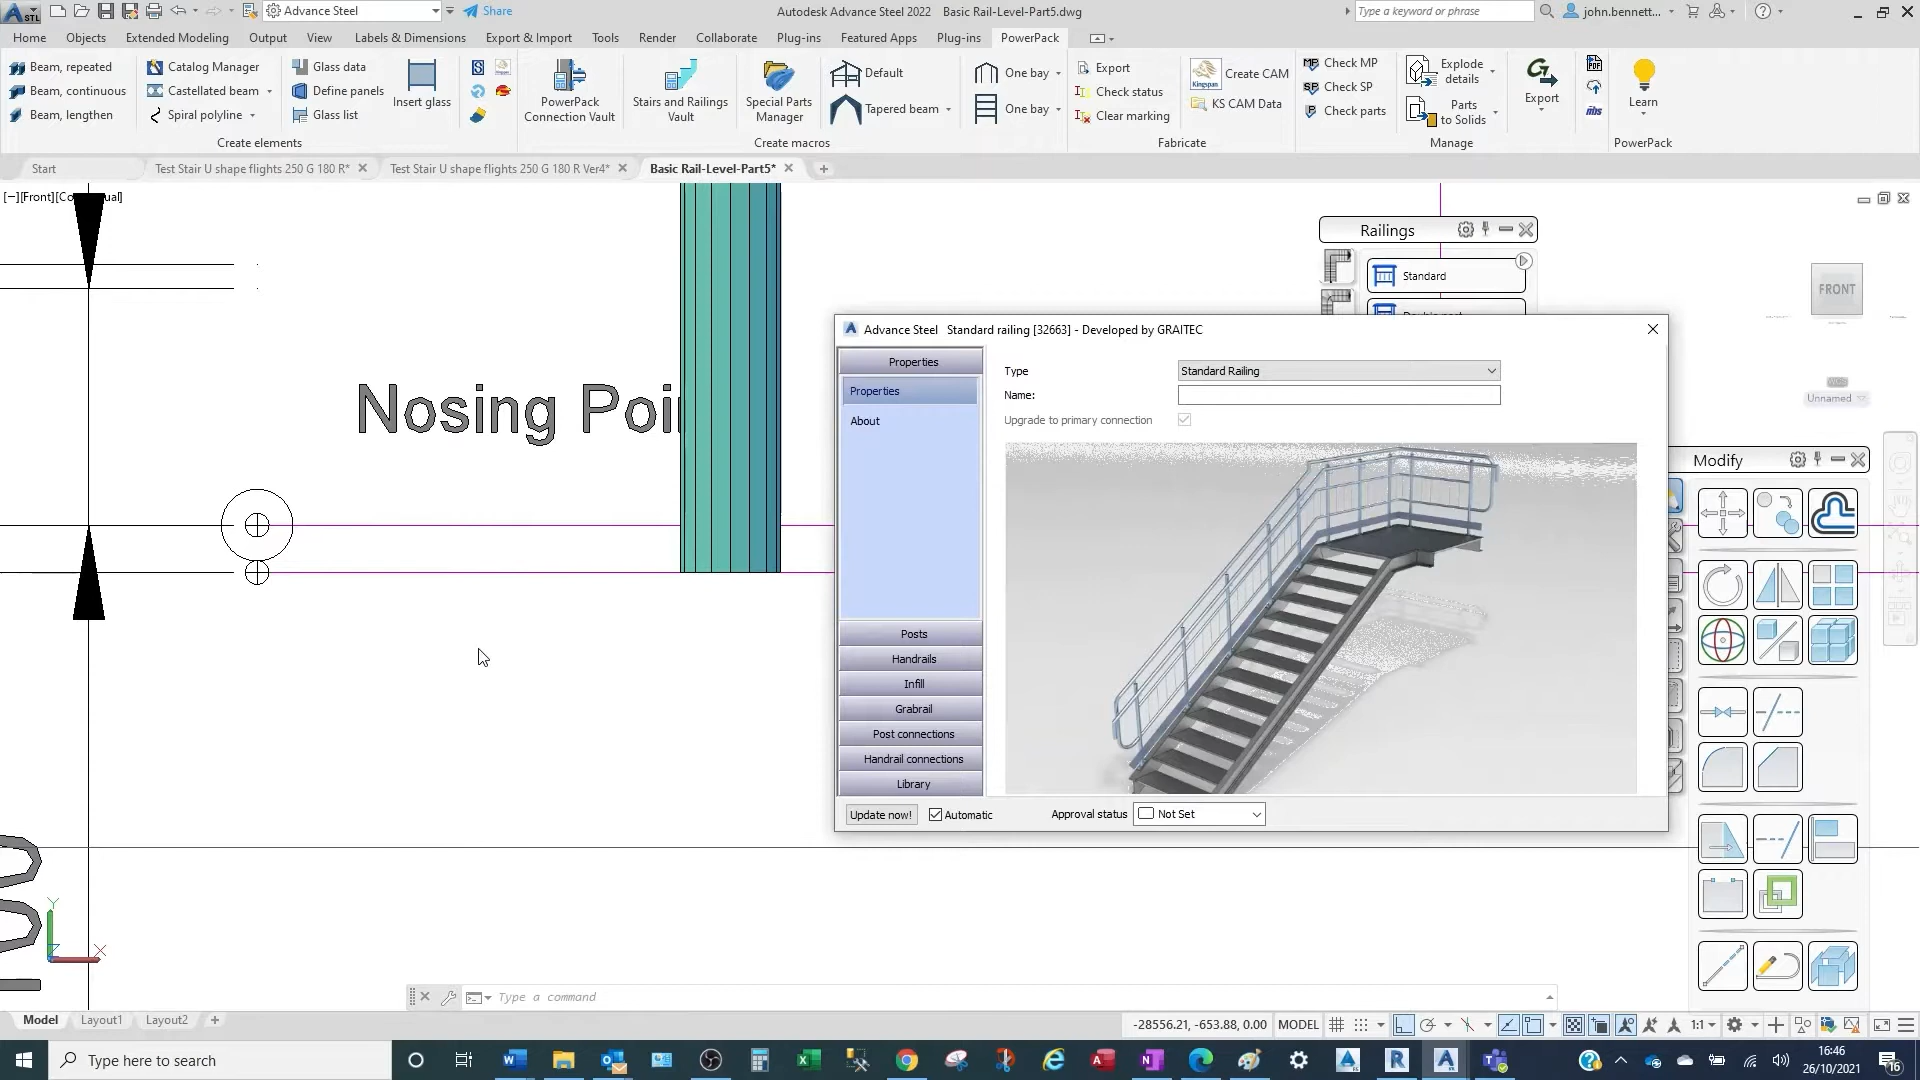 STL
Advance Steel
Share
Autodesk Advance Steel 2022 Basic Rail-Level-Part5.dwg
Type a keyword or phrase
john.bennett...
Home Objects Extended Modeling Output View Labels & Dimensions Export & Import Tools Render Collaborate Plug-ins Featured Apps Plug-ins PowerPack
Beam, repeated
Beam, continuous
Beam, lengthen
Catalog Manager
Castellated beam
Spiral polyline
Glass data
Define panels
Glass list
Insert glass
Create elements
PowerPack
Connection Vault
Stairs and Railings
Vault
Special Parts
Manager
Default
Tapered beam
One bay
One bay
Create macros
Export
Check status
Clear marking
Kingspan
Create CAM
KS CAM Data
Fabricate
Check MP
Check SP
Check parts
Explode
details
Parts
to Solids
Export
Manage
Learn
PowerPack
Start
Test Stair U shape flights 250 G 180 R*
Test Stair U shape flights 250 G 180 R Ver4*
Basic Rail-Level-Part5*
[−][Front][Co
ual]
Nosing Poi
Railings
Standard
FRONT
Unnamed
Modify
Advance Steel Standard railing [32663] - Developed by GRAITEC
Properties
Properties
About
Posts
Handrails
Infill
Grabrail
Post connections
Handrail connections
Library
Type
Standard Railing
Name:
Upgrade to primary connection
Update now!
Automatic
Approval status
Not Set
Y
X
Z
Type a command
Model
Layout1
Layout2
-28556.21, -653.88, 0.00
MODEL
1:1
Type here to search
16:46
26/10/2021
16